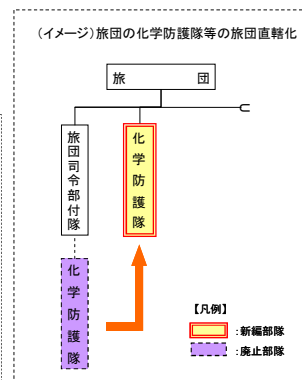 (イメージ)旅団の化学防護隊等の旅団直轄化
旅 団
旅団司令部付隊
化学防護隊
化学防護隊
【凡例】
:新編部隊
:廃止部隊